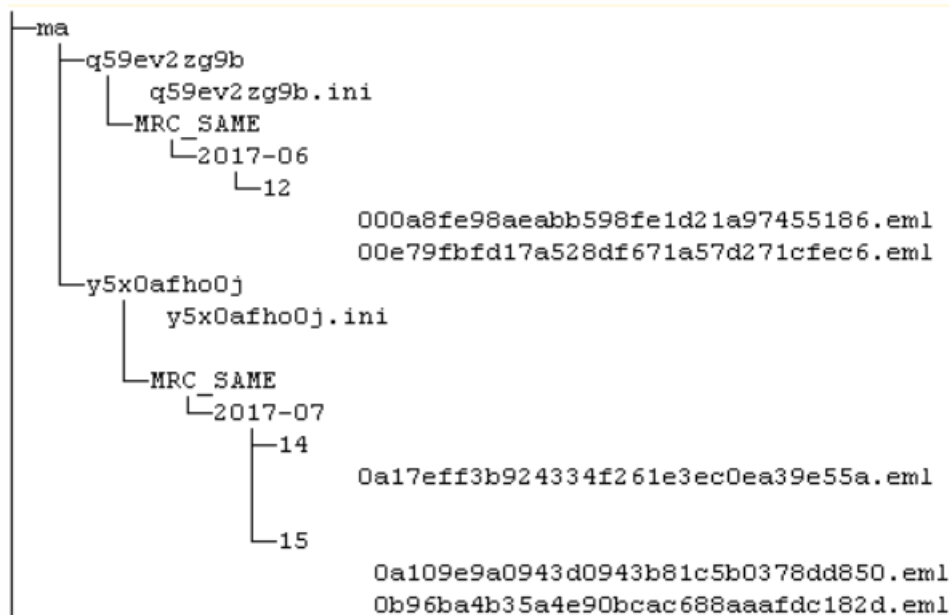 ma
q59ev2zg9b
q59ev2zg9b.ini
MRC_SAME
2017-06
12
000a8fe98aeabb598fe1d21a97455186.eml
00e79fbfd17a528df671a57d271cfec6.eml
y5x0afho0j
y5x0afho0j.ini
MRC_SAME
2017-07
14
0a17eff3b924334f261e3ec0ea39e55a.eml
15
0a109e9a0943d0943b81c5b0378dd850.eml
0b96ba4b35a4e90bcac688aaafdc182d.eml